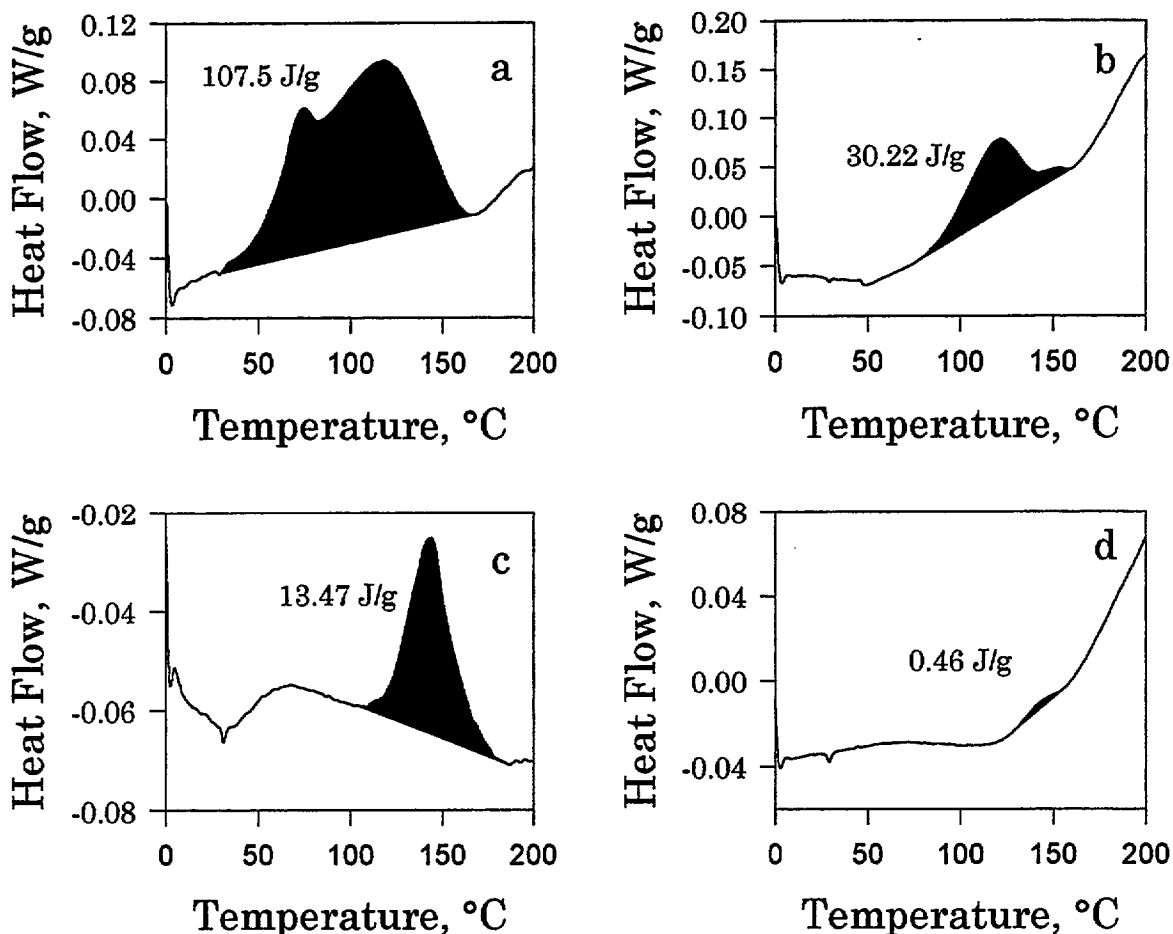 0.12
0.08
0.04
0.00
-0.04
-0.08
Heat Flow, W/g
107.5 J/g
a
0 50 100 150 200
Temperature, °C
0.20
0.15
0.10
0.05
0.00
-0.05
-0.10
Heat Flow, W/g
30.22 J/g
b
0 50 100 150 200
Temperature, °C
-0.02
-0.04
-0.06
-0.08
Heat Flow, W/g
13.47 J/g
c
0 50 100 150 200
Temperature, °C
0.08
0.04
0.00
-0.04
Heat Flow, W/g
0.46 J/g
d
0 50 100 150 200
Temperature, °C